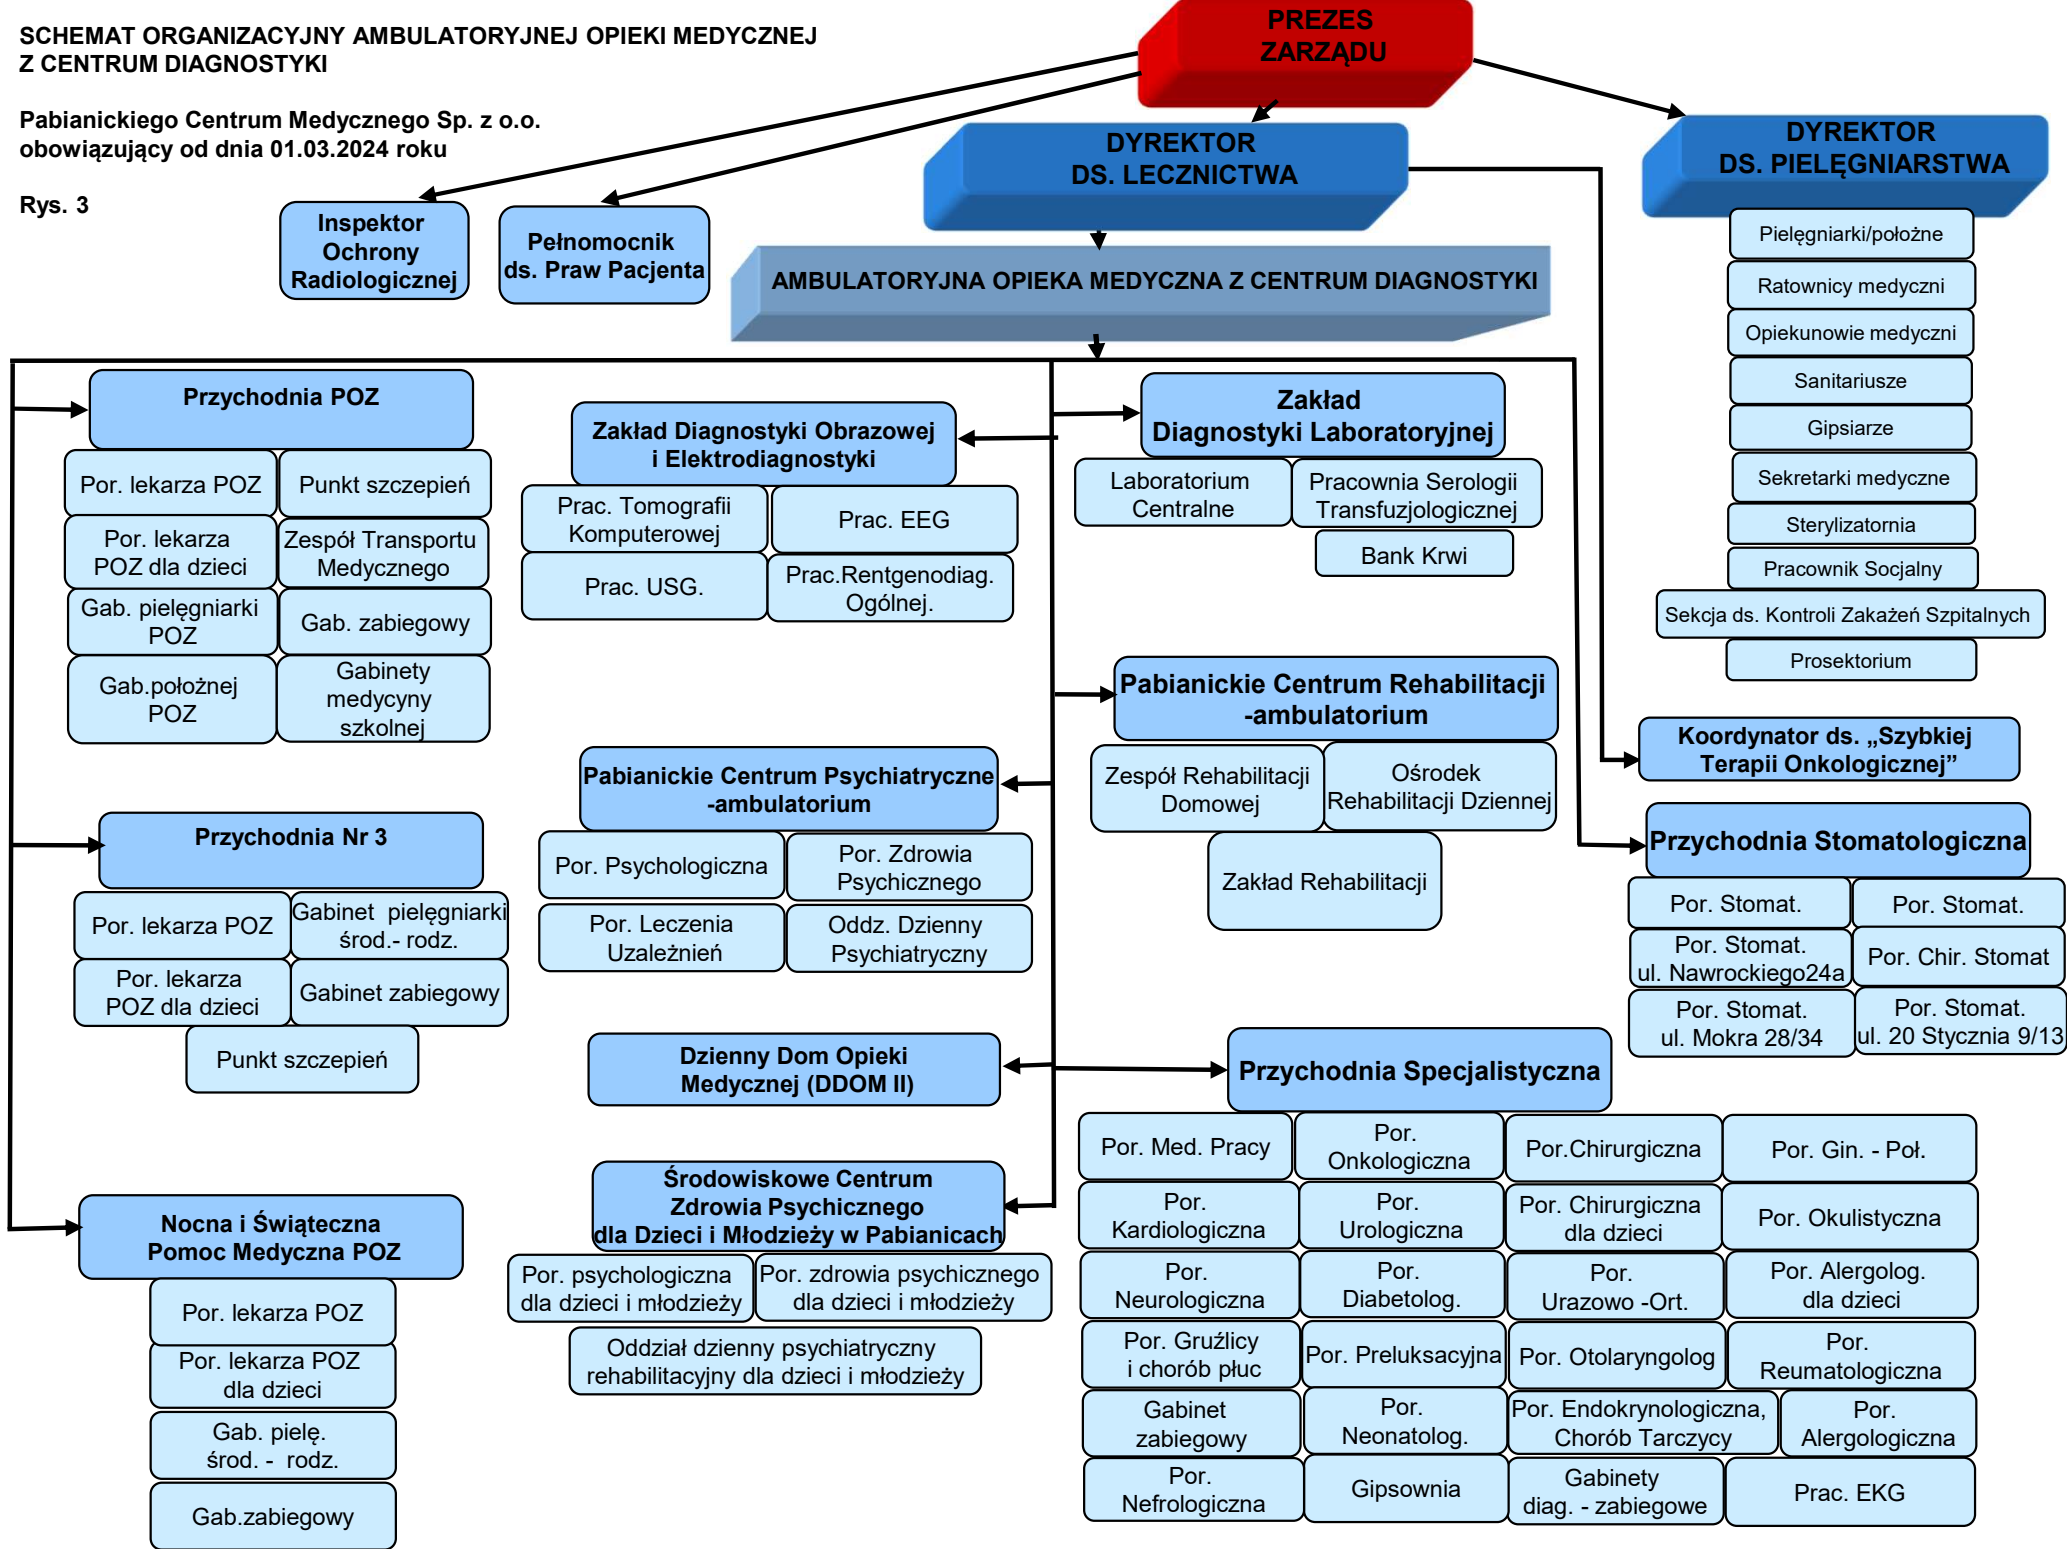 SCHEMAT ORGANIZACYJNY AMBULATORYJNEJ OPIEKI MEDYCZNEJ
Z CENTRUM DIAGNOSTYKI
Pabianickiego Centrum Medycznego Sp. z o.o.
obowiązujący od dnia 01.03.2024 roku
Rys. 3
PREZES
ZARZĄDU
DYREKTOR
DS. LECZNICTWA
DYREKTOR
DS. PIELĘGNIARSTWA
Inspektor
Ochrony
Radiologicznej
Pełnomocnik
ds. Praw Pacjenta
AMBULATORYJNA OPIEKA MEDYCZNA Z CENTRUM DIAGNOSTYKI
Pielęgniarki/położne
Ratownicy medyczni
Opiekunowie medyczni
Sanitariusze
Gipsiarze
Sekretarki medyczne
Sterylizatornia
Pracownik Socjalny
Sekcja ds. Kontroli Zakażeń Szpitalnych
Prosektorium
Przychodnia POZ
Por. lekarza POZ
Punkt szczepień
Por. lekarza
POZ dla dzieci
Zespół Transportu
Medycznego
Gab. pielęgniarki
POZ
Gab. zabiegowy
Gab.położnej
POZ
Gabinety
medycyny
szkolnej
Zakład Diagnostyki Obrazowej
i Elektrodiagnostyki
Prac. Tomografii
Komputerowej
Prac. EEG
Prac. USG.
Prac.Rentgenodiag.
Ogólnej.
Zakład
Diagnostyki Laboratoryjnej
Laboratorium
Centralne
Pracownia Serologii
Transfuzjologicznej
Bank Krwi
Pabianickie Centrum Rehabilitacji
-ambulatorium
Zespół Rehabilitacji
Domowej
Ośrodek
Rehabilitacji Dziennej
Zakład Rehabilitacji
Koordynator ds. „Szybkiej
Terapii Onkologicznej”
Pabianickie Centrum Psychiatryczne
-ambulatorium
Por. Psychologiczna
Por. Zdrowia
Psychicznego
Por. Leczenia
Uzależnień
Oddz. Dzienny
Psychiatryczny
Przychodnia Nr 3
Por. lekarza POZ
Gabinet  pielęgniarki
środ.- rodz.
Por. lekarza
POZ dla dzieci
Gabinet zabiegowy
Punkt szczepień
Przychodnia Stomatologiczna
Por. Stomat.
Por. Stomat.
Por. Stomat.
ul. Nawrockiego24a
Por. Chir. Stomat
Por. Stomat.
ul. Mokra 28/34
Por. Stomat.
ul. 20 Stycznia 9/13
Dzienny Dom Opieki
Medycznej (DDOM II)
Przychodnia Specjalistyczna
Por. Med. Pracy
Por.
Onkologiczna
Por.Chirurgiczna
Por. Gin. - Poł.
Por.
Kardiologiczna
Por.
Urologiczna
Por. Chirurgiczna
dla dzieci
Por. Okulistyczna
Por.
Neurologiczna
Por.
Diabetolog.
Por.
Urazowo -Ort.
Por. Alergolog.
dla dzieci
Por. Gruźlicy
i chorób płuc
Por. Preluksacyjna
Por. Otolaryngolog
Por.
Reumatologiczna
Gabinet
zabiegowy
Por.
Neonatolog.
Por. Endokrynologiczna,
Chorób Tarczycy
Por.
Alergologiczna
Por.
Nefrologiczna
Gipsownia
Gabinety
diag. - zabiegowe
Prac. EKG
Środowiskowe Centrum
Zdrowia Psychicznego
dla Dzieci i Młodzieży w Pabianicach
Por. psychologiczna
dla dzieci i młodzieży
Por. zdrowia psychicznego
dla dzieci i młodzieży
Oddział dzienny psychiatryczny
rehabilitacyjny dla dzieci i młodzieży
Nocna i Świąteczna
Pomoc Medyczna POZ
Por. lekarza POZ
Por. lekarza POZ
dla dzieci
Gab. pielę.
środ. -  rodz.
Gab.zabiegowy